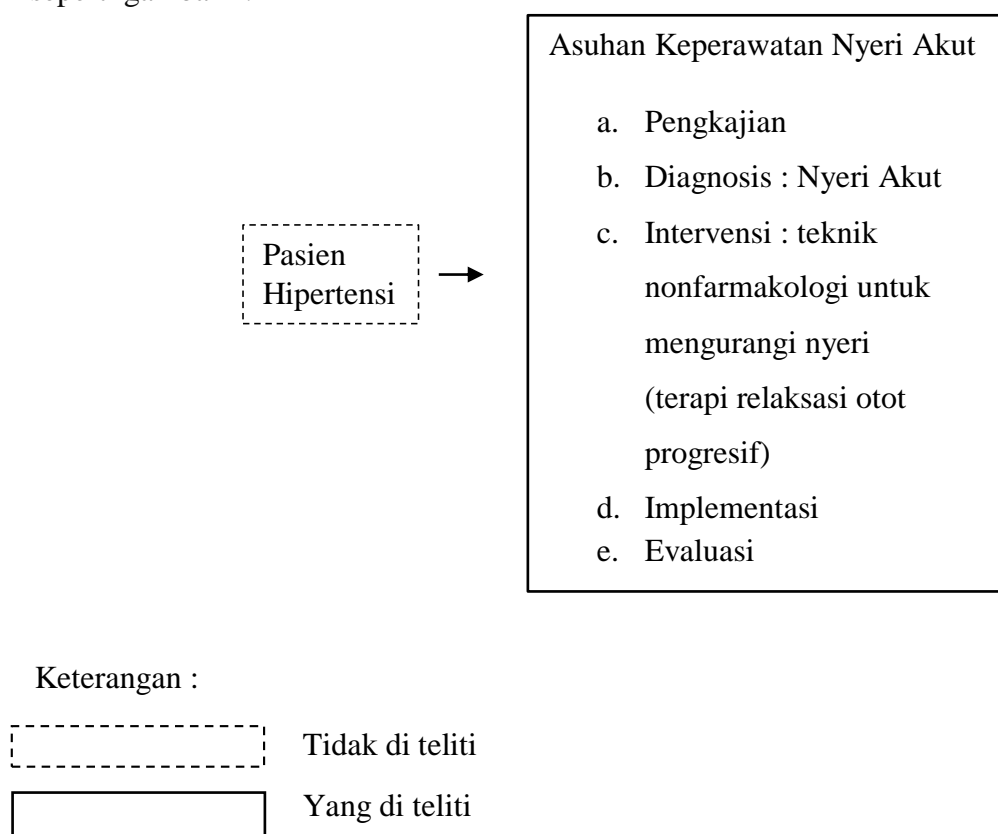 Asuhan Keperawatan Nyeri Akut
a. Pengkajian
b. Diagnosis : Nyeri Akut
c. Intervensi : teknik
nonfarmakologi untuk
mengurangi nyeri
(terapi relaksasi otot
progresif)
d. Implementasi
e. Evaluasi
Pasien
Hipertensi
Keterangan :
Tidak di teliti
Yang di teliti